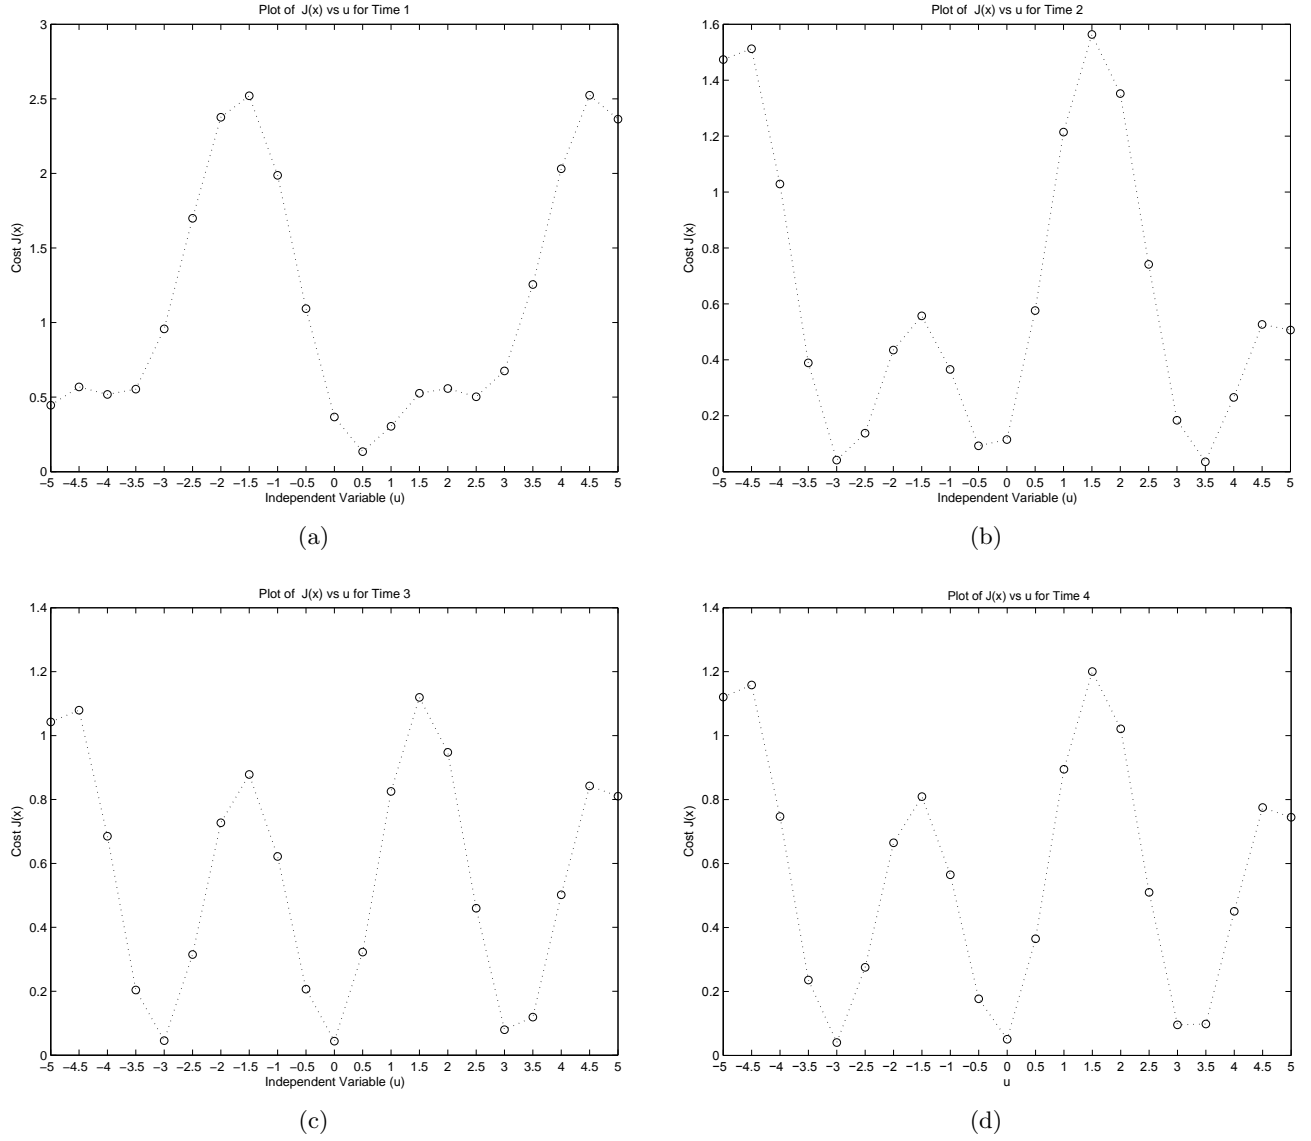 Plot of J(x) vs u for Time 1
3
2.5
2
1.5
1
0.5
0
Cost J(x)
−5 −4.5 −4 −3.5 −3 −2.5 −2 −1.5 −1 −0.5 0 0.5 1 1.5 2 2.5 3 3.5 4 4.5 5
Independent Variable (u)
(a)
Plot of J(x) vs u for Time 2
1.6
1.4
1.2
1
0.8
0.6
0.4
0.2
0
Cost J(x)
−5 −4.5 −4 −3.5 −3 −2.5 −2 −1.5 −1 −0.5 0 0.5 1 1.5 2 2.5 3 3.5 4 4.5 5
Independent Variable (u)
(b)
Plot of J(x) vs u for Time 3
1.4
1.2
1
0.8
0.6
0.4
0.2
0
Cost J(x)
−5 −4.5 −4 −3.5 −3 −2.5 −2 −1.5 −1 −0.5 0 0.5 1 1.5 2 2.5 3 3.5 4 4.5 5
Independent Variable (u)
(c)
Plot of J(x) vs u for Time 4
1.4
1.2
1
0.8
0.6
0.4
0.2
0
Cost J(x)
−5 −4.5 −4 −3.5 −3 −2.5 −2 −1.5 −1 −0.5 0 0.5 1 1.5 2 2.5 3 3.5 4 4.5 5
u
(d)